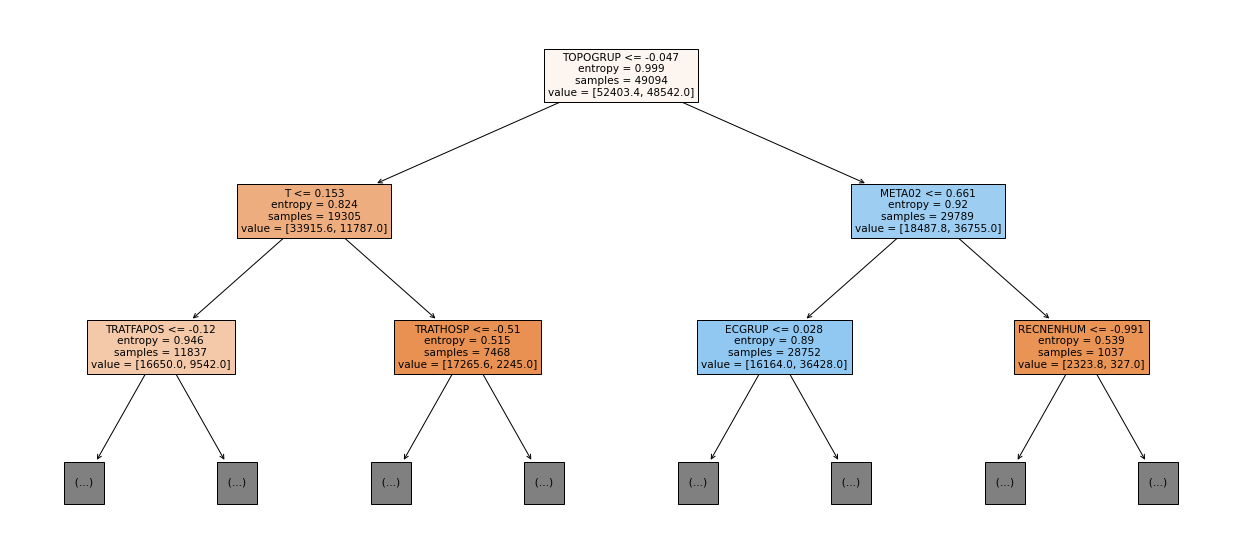 TOPOGRUP <= -0.047
entropy = 0.999
samples = 49094
value = [52403.4, 48542.0]
T <= 0.153
entropy = 0.824
samples = 19305
value = [33915.6, 11787.0]
META02 <= 0.661
entropy = 0.92
samples = 29789
value = [18487.8, 36755.0]
TRATFAPOS <= -0.12
entropy = 0.946
samples = 11837
value = [16650.0, 9542.0]
TRATHOSP <= -0.51
entropy = 0.515
samples = 7468
value = [17265.6, 2245.0]
ECGRUP <= 0.028
entropy = 0.89
samples = 28752
value = [16164.0, 36428.0]
RECNENHUM <= -0.991
entropy = 0.539
samples = 1037
value = [2323.8, 327.0]
(...)
(...)
(...)
(...)
(...)
(...)
(...)
(...)